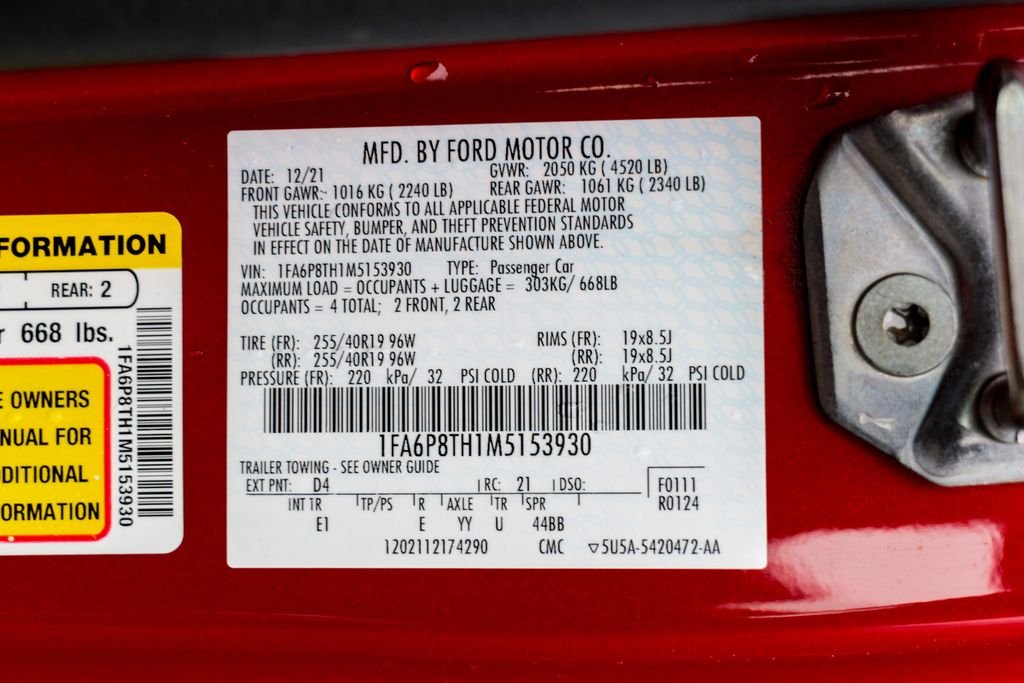 FORMATION
REAR: 2
668 lbs.
OWNERS
NUAL FOR
DITIONAL
ORMATION
1FA6P8TH1M5153930
MFD. BY FORD MOTOR CO.
DATE: 12/21 GVWR: 2050 KG ( 4520 LB)
FRONT GAWR: 1016 KG ( 2240 LB) REAR GAWR: 1061 KG ( 2340 LB)
THIS VEHICLE CONFORMS TO ALL APPLICABLE FEDERAL MOTOR
VEHICLE SAFETY, BUMPER, AND THEFT PREVENTION STANDARDS
IN EFFECT ON THE DATE OF MANUFACTURE SHOWN ABOVE.
VIN: 1FA6P8TH1M5153930 TYPE: Passenger Car
MAXIMUM LOAD = OCCUPANTS + LUGGAGE = 303KG/ 668LB
OCCUPANTS = 4 TOTAL; 2 FRONT, 2 REAR
TIRE (FR): 255/40R19 96W RIMS (FR): 19x8.5J
(RR): 255/40R19 96W (RR): 19x8.5J
PRESSURE (FR): 220 kPa/ 32 PSI COLD (RR): 220 kPa/ 32 PSI COLD
1FA6P8TH1M5153930
TRAILER TOWING - SEE OWNER GUIDE
EXT PNT: D4 RC: 21 DSO: F0111
INT TR TP/PS R AXLE TR SPR R0124
E1 E YY U 44BB
1202112174290 CMC ▽5U5A-5420472-AA